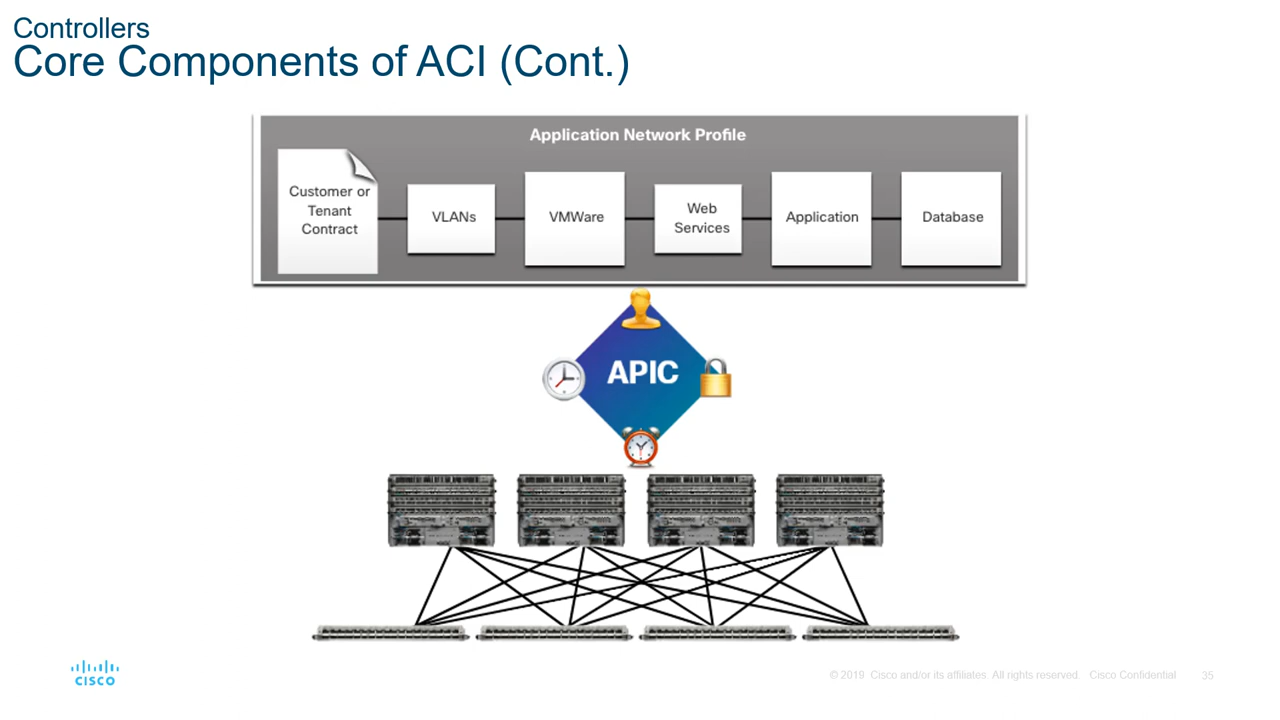 Controllers
Core Components of ACI (Cont.)
Application Network Profile
Customer or
Tenant
Contract
VLANs
VMWare
Web
Services
Application
Database
APIC
CISCO
© 2019 Cisco and/or its affiliates. All rights reserved. Cisco Confidential
35